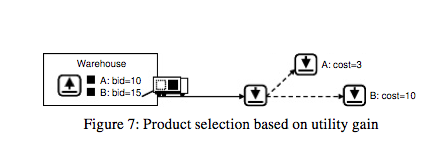 Warehouse
A: bid=10
B: bid=15
A: cost=3
B: cost=10
Figure 7: Product selection based on utility gain